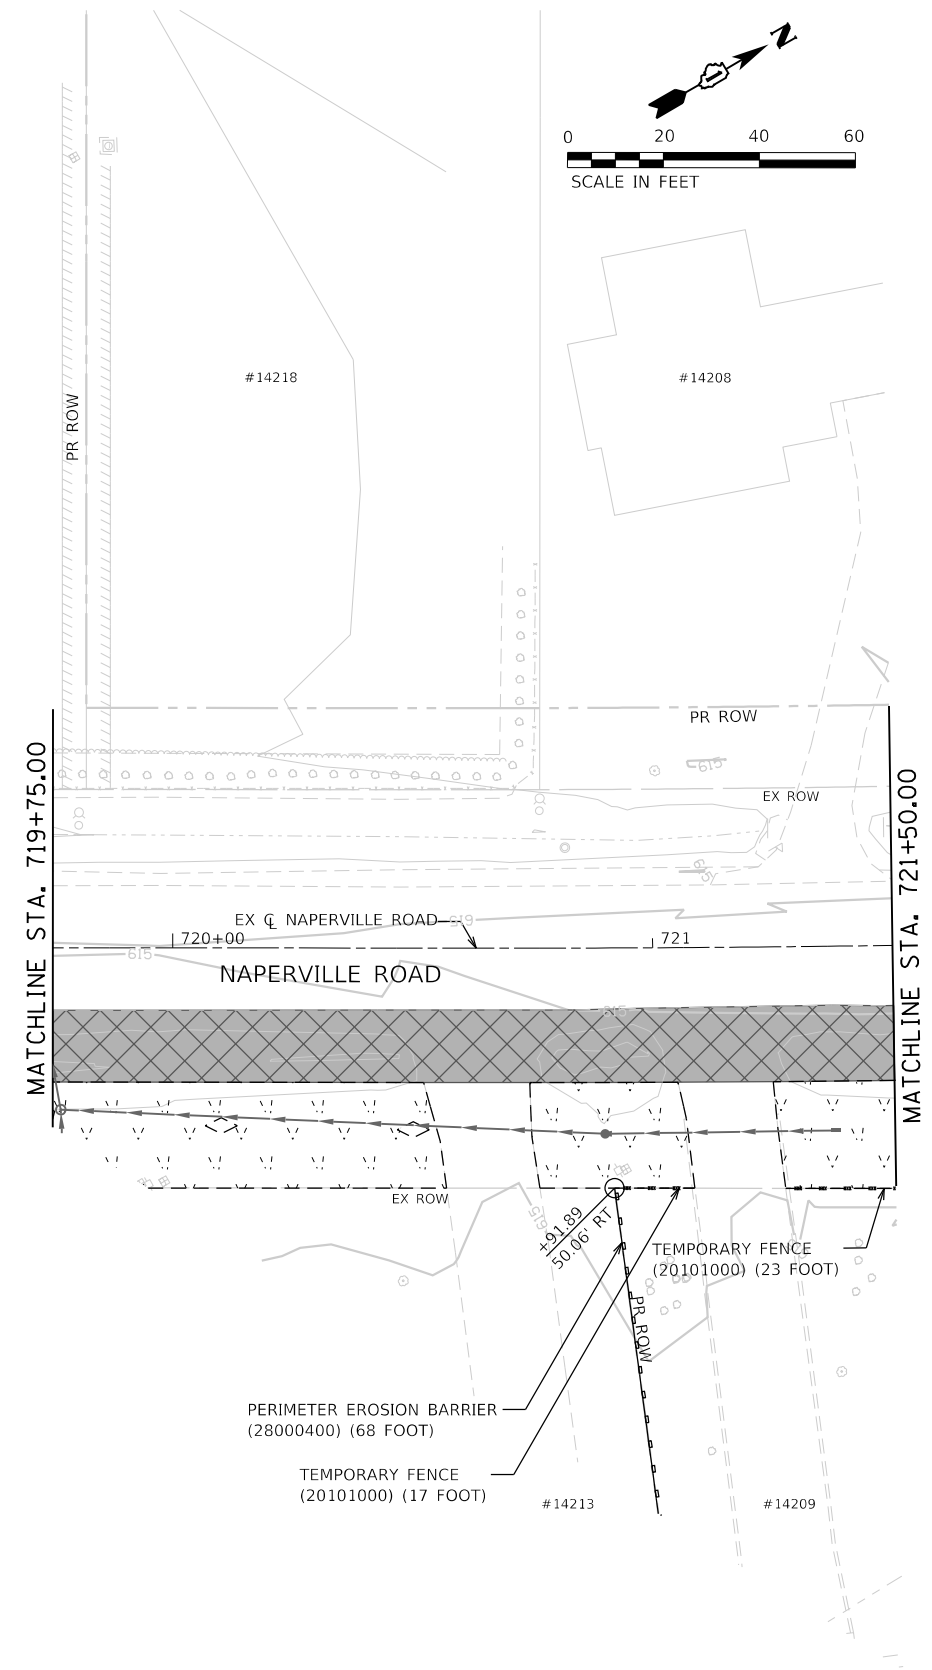 N
0 20 40 60
SCALE IN FEET
#14218
#14208
PR ROW
PR ROW
615
EX ROW
615
MATCHLINE STA. 719+75.00
MATCHLINE STA. 721+50.00
EX ℄ NAPERVILLE ROAD
615
720+00
721
615
NAPERVILLE ROAD
615
EX ROW
615
+91.89
50.06' RT
TEMPORARY FENCE
(20101000) (23 FOOT)
PR ROW
PERIMETER EROSION BARRIER
(28000400) (68 FOOT)
TEMPORARY FENCE
(20101000) (17 FOOT)
#14213
#14209